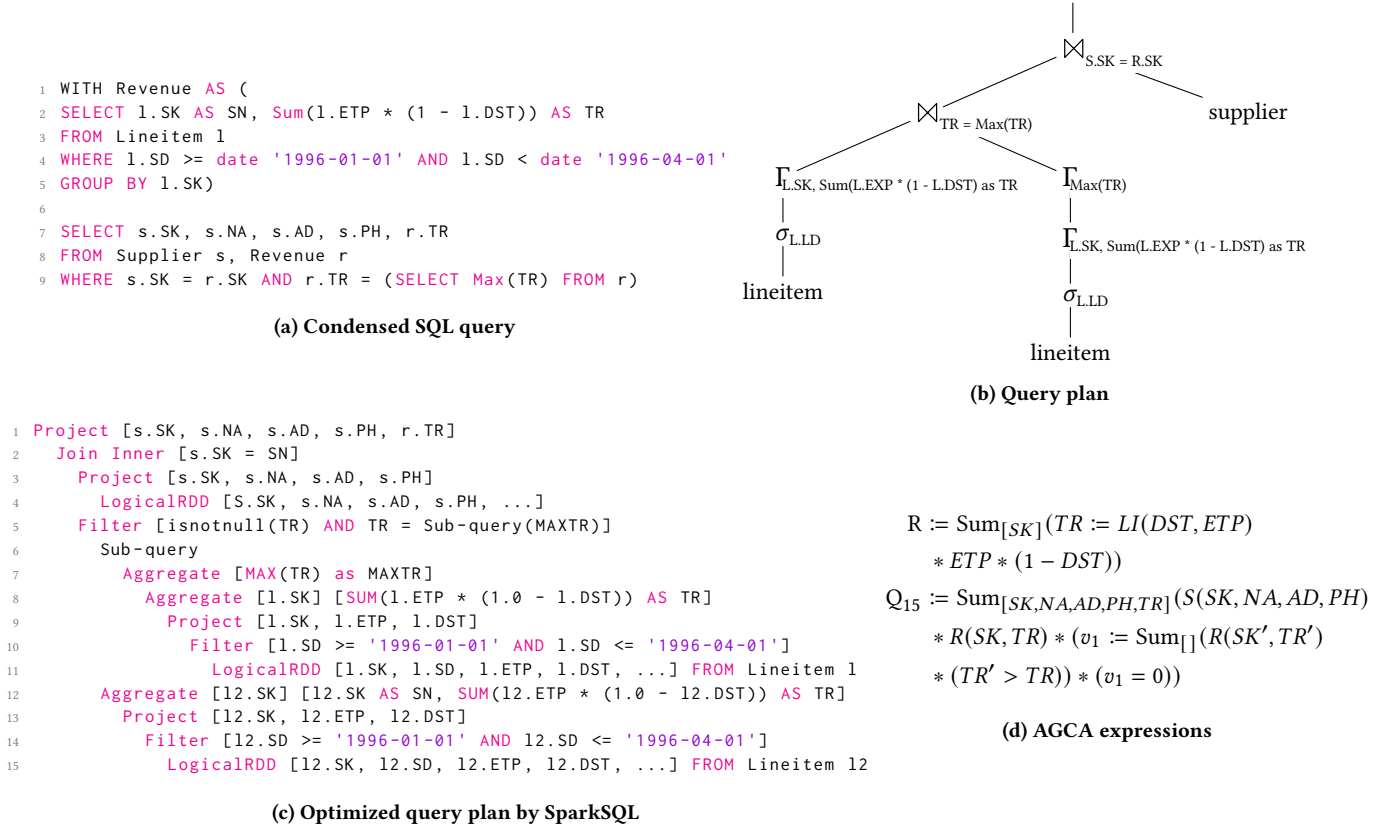 1 WITH Revenue AS (
2 SELECT l.SK AS SN, Sum(l.ETP * (1 - l.DST)) AS TR
3 FROM Lineitem l
4 WHERE l.SD >= date '1996-01-01' AND l.SD < date '1996-04-01'
5 GROUP BY l.SK)
6
7 SELECT s.SK, s.NA, s.AD, s.PH, r.TR
8 FROM Supplier s, Revenue r
9 WHERE s.SK = r.SK AND r.TR = (SELECT Max(TR) FROM r)
(a) Condensed SQL query
⋈S.SK = R.SK
⋈TR = Max(TR)
supplier
ΓL.SK, Sum(L.EXP * (1 - L.DST) as TR
ΓMax(TR)
σL.LD
ΓL.SK, Sum(L.EXP * (1 - L.DST) as TR
lineitem
σL.LD
lineitem
(b) Query plan
1 Project [s.SK, s.NA, s.AD, s.PH, r.TR]
2 Join Inner [s.SK = SN]
3 Project [s.SK, s.NA, s.AD, s.PH]
4 LogicalRDD [S.SK, s.NA, s.AD, s.PH, ...]
5 Filter [isnotnull(TR) AND TR = Sub-query(MAXTR)]
6 Sub-query
7 Aggregate [MAX(TR) as MAXTR]
8 Aggregate [l.SK] [SUM(l.ETP * (1.0 - l.DST)) AS TR]
9 Project [l.SK, l.ETP, l.DST]
10 Filter [l.SD >= '1996-01-01' AND l.SD <= '1996-04-01']
11 LogicalRDD [l.SK, l.SD, l.ETP, l.DST, ...] FROM Lineitem l
12 Aggregate [l2.SK] [l2.SK AS SN, SUM(l2.ETP * (1.0 - l2.DST)) AS TR]
13 Project [l2.SK, l2.ETP, l2.DST]
14 Filter [l2.SD >= '1996-01-01' AND l2.SD <= '1996-04-01']
15 LogicalRDD [l2.SK, l2.SD, l2.ETP, l2.DST, ...] FROM Lineitem l2
(c) Optimized query plan by SparkSQL
R := Sum[SK](TR := LI(DST, ETP)
∗ ETP ∗ (1 − DST))
Q15 := Sum[SK,NA,AD,PH,TR](S(SK, NA, AD, PH)
∗ R(SK, TR) ∗ (v1 := Sum[](R(SK′, TR′)
∗ (TR′ > TR)) ∗ (v1 = 0))
(d) AGCA expressions